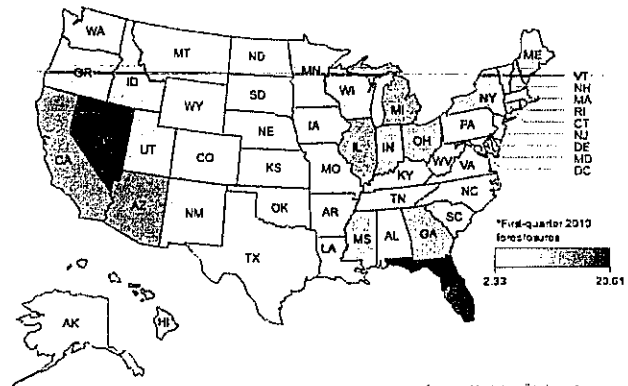 WA
MT
ND
MN
ME
VT
NH
MA
RI
CT
NJ
DE
MD
DC
OR
ID
WY
SD
WI
MI
NY
CA
UT
CO
NE
IA
IL
IN
OH
PA
KS
MO
KY
WV
VA
AZ
NM
OK
AR
TN
NC
TX
LA
MS
AL
GA
SC
AK
HI
*First-quarter 2010
foreclosures
2.33
23.61